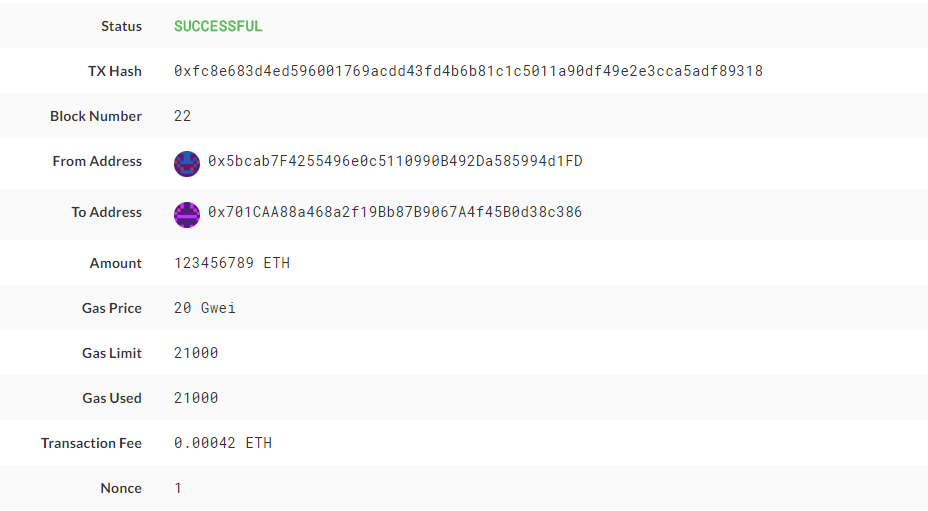 Status SUCCESSFUL
TX Hash 0xfc8e683d4ed596001769acdd43fd4b6b81c1c5011a90df49e2e3cca5adf89318
Block Number 22
From Address 0x5bcab7F4255496e0c5110990B492Da585994d1FD
To Address 0x701CAA88a468a2f19Bb87B9067A4f45B0d38c386
Amount 123456789 ETH
Gas Price 20 Gwei
Gas Limit 21000
Gas Used 21000
Transaction Fee 0.00042 ETH
Nonce 1